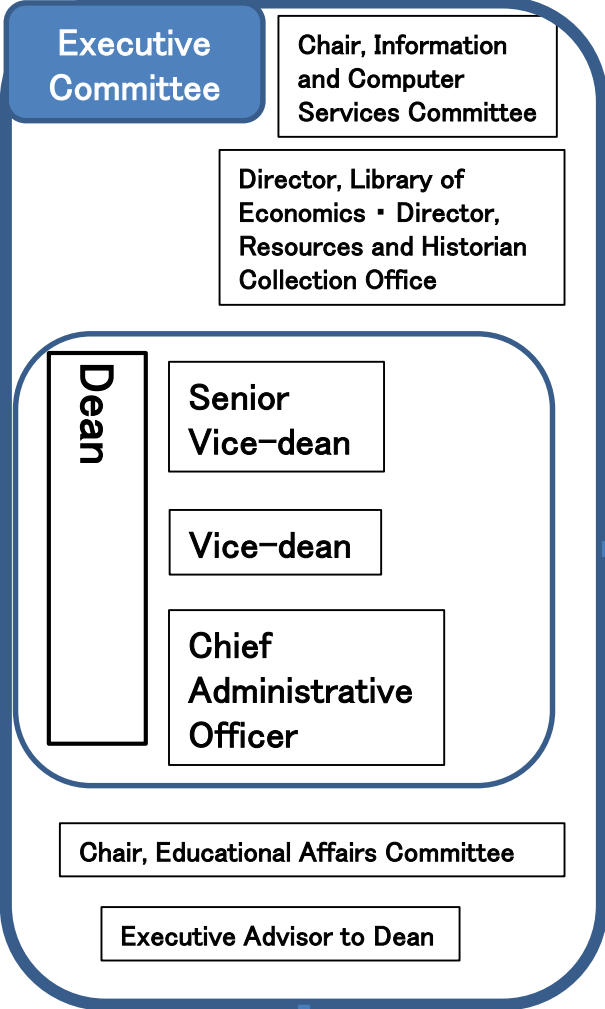 Executive
Committee
Chair, Information
and Computer
Services Committee
Director, Library of
Economics・Director,
Resources and Historian
Collection Office
Dean
Senior
Vice-dean
Vice-dean
Chief
Administrative
Officer
Chair, Educational Affairs Committee
Executive Advisor to Dean